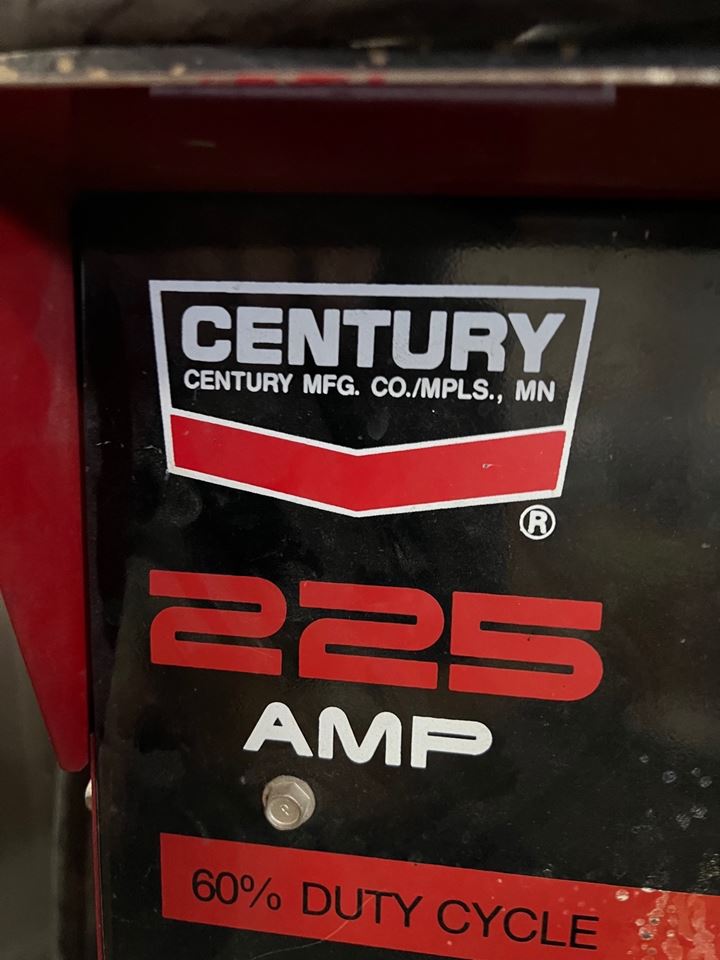 CENTURY
CENTURY MFG. CO./MPLS., MN
®
225
AMP
60% DUTY CYCLE